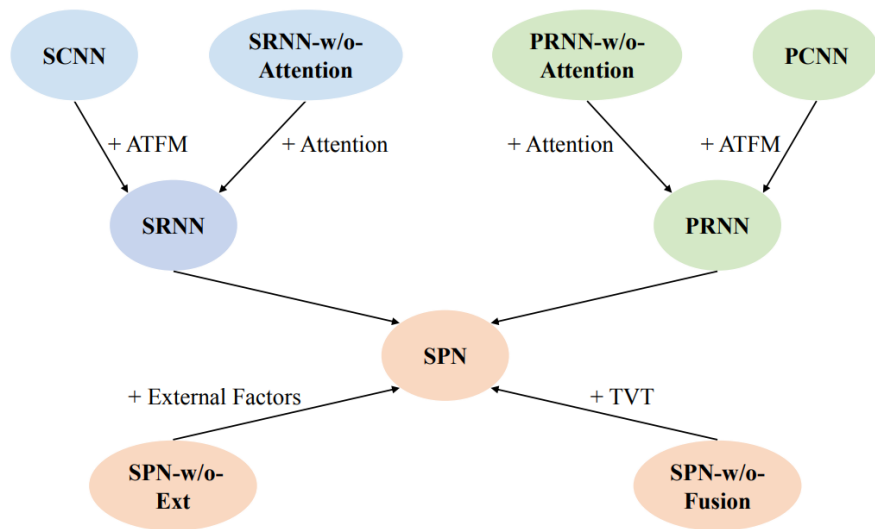 SCNN
SRNN-w/o-
Attention
PRNN-w/o-
Attention
PCNN
+ ATFM
+ Attention
+ Attention
+ ATFM
SRNN
PRNN
SPN
+ External Factors
+ TVT
SPN-w/o-
Ext
SPN-w/o-
Fusion